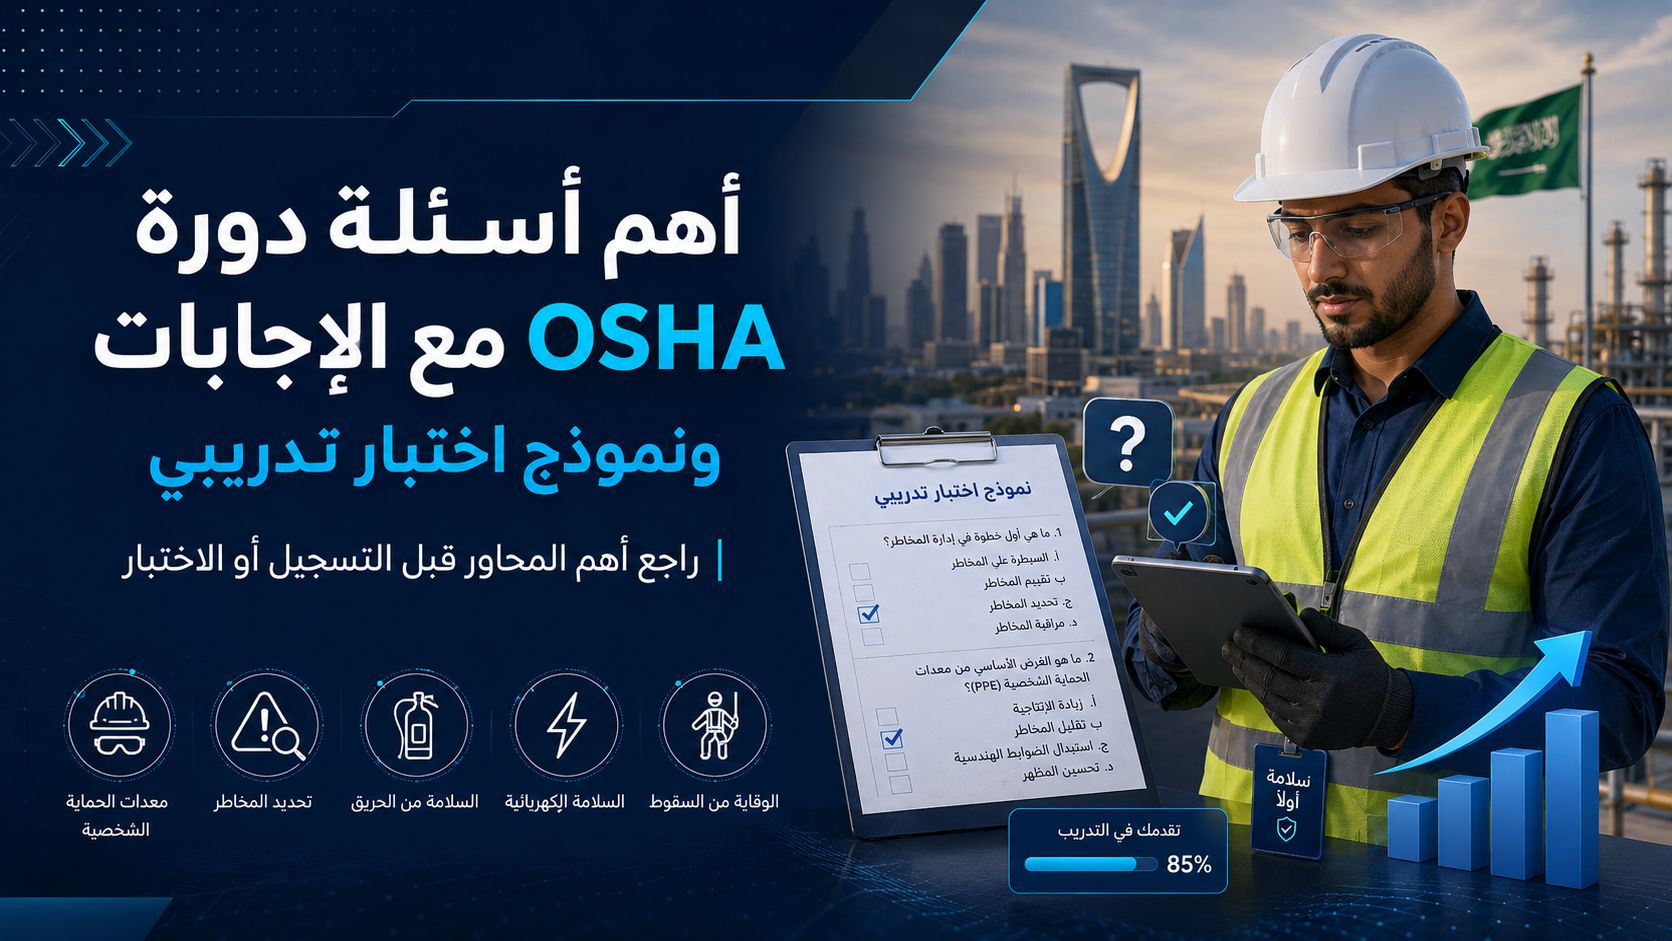 أهم أسئلة دورة
OSHA مع الإجابات
ونموذج اختبار تدريبي
راجع أهم المحاور قبل التسجيل أو الاختبار
الوقاية من السقوط
السلامة الكهربائية
السلامة من الحريق
تحديد المخاطر
معدات الحماية
الشخصية
نموذج اختبار تدريبي
1. ما هي أول خطوة في إدارة المخاطر؟
أ. السيطرة على المخاطر
ب تقييم المخاطر
ج. تحديد المخاطر
د. مراقبة المخاطر
2. ما هو الغرض الأساسي من معدات
الحماية الشخصية (PPE)؟
أ. زيادة الإنتاجية
ب تقليل المخاطر
ج. استبدال الضوابط الهندسية
د. تحسين المظهر
?
سلامة
أولاً
تقدمك في التدريب
85%